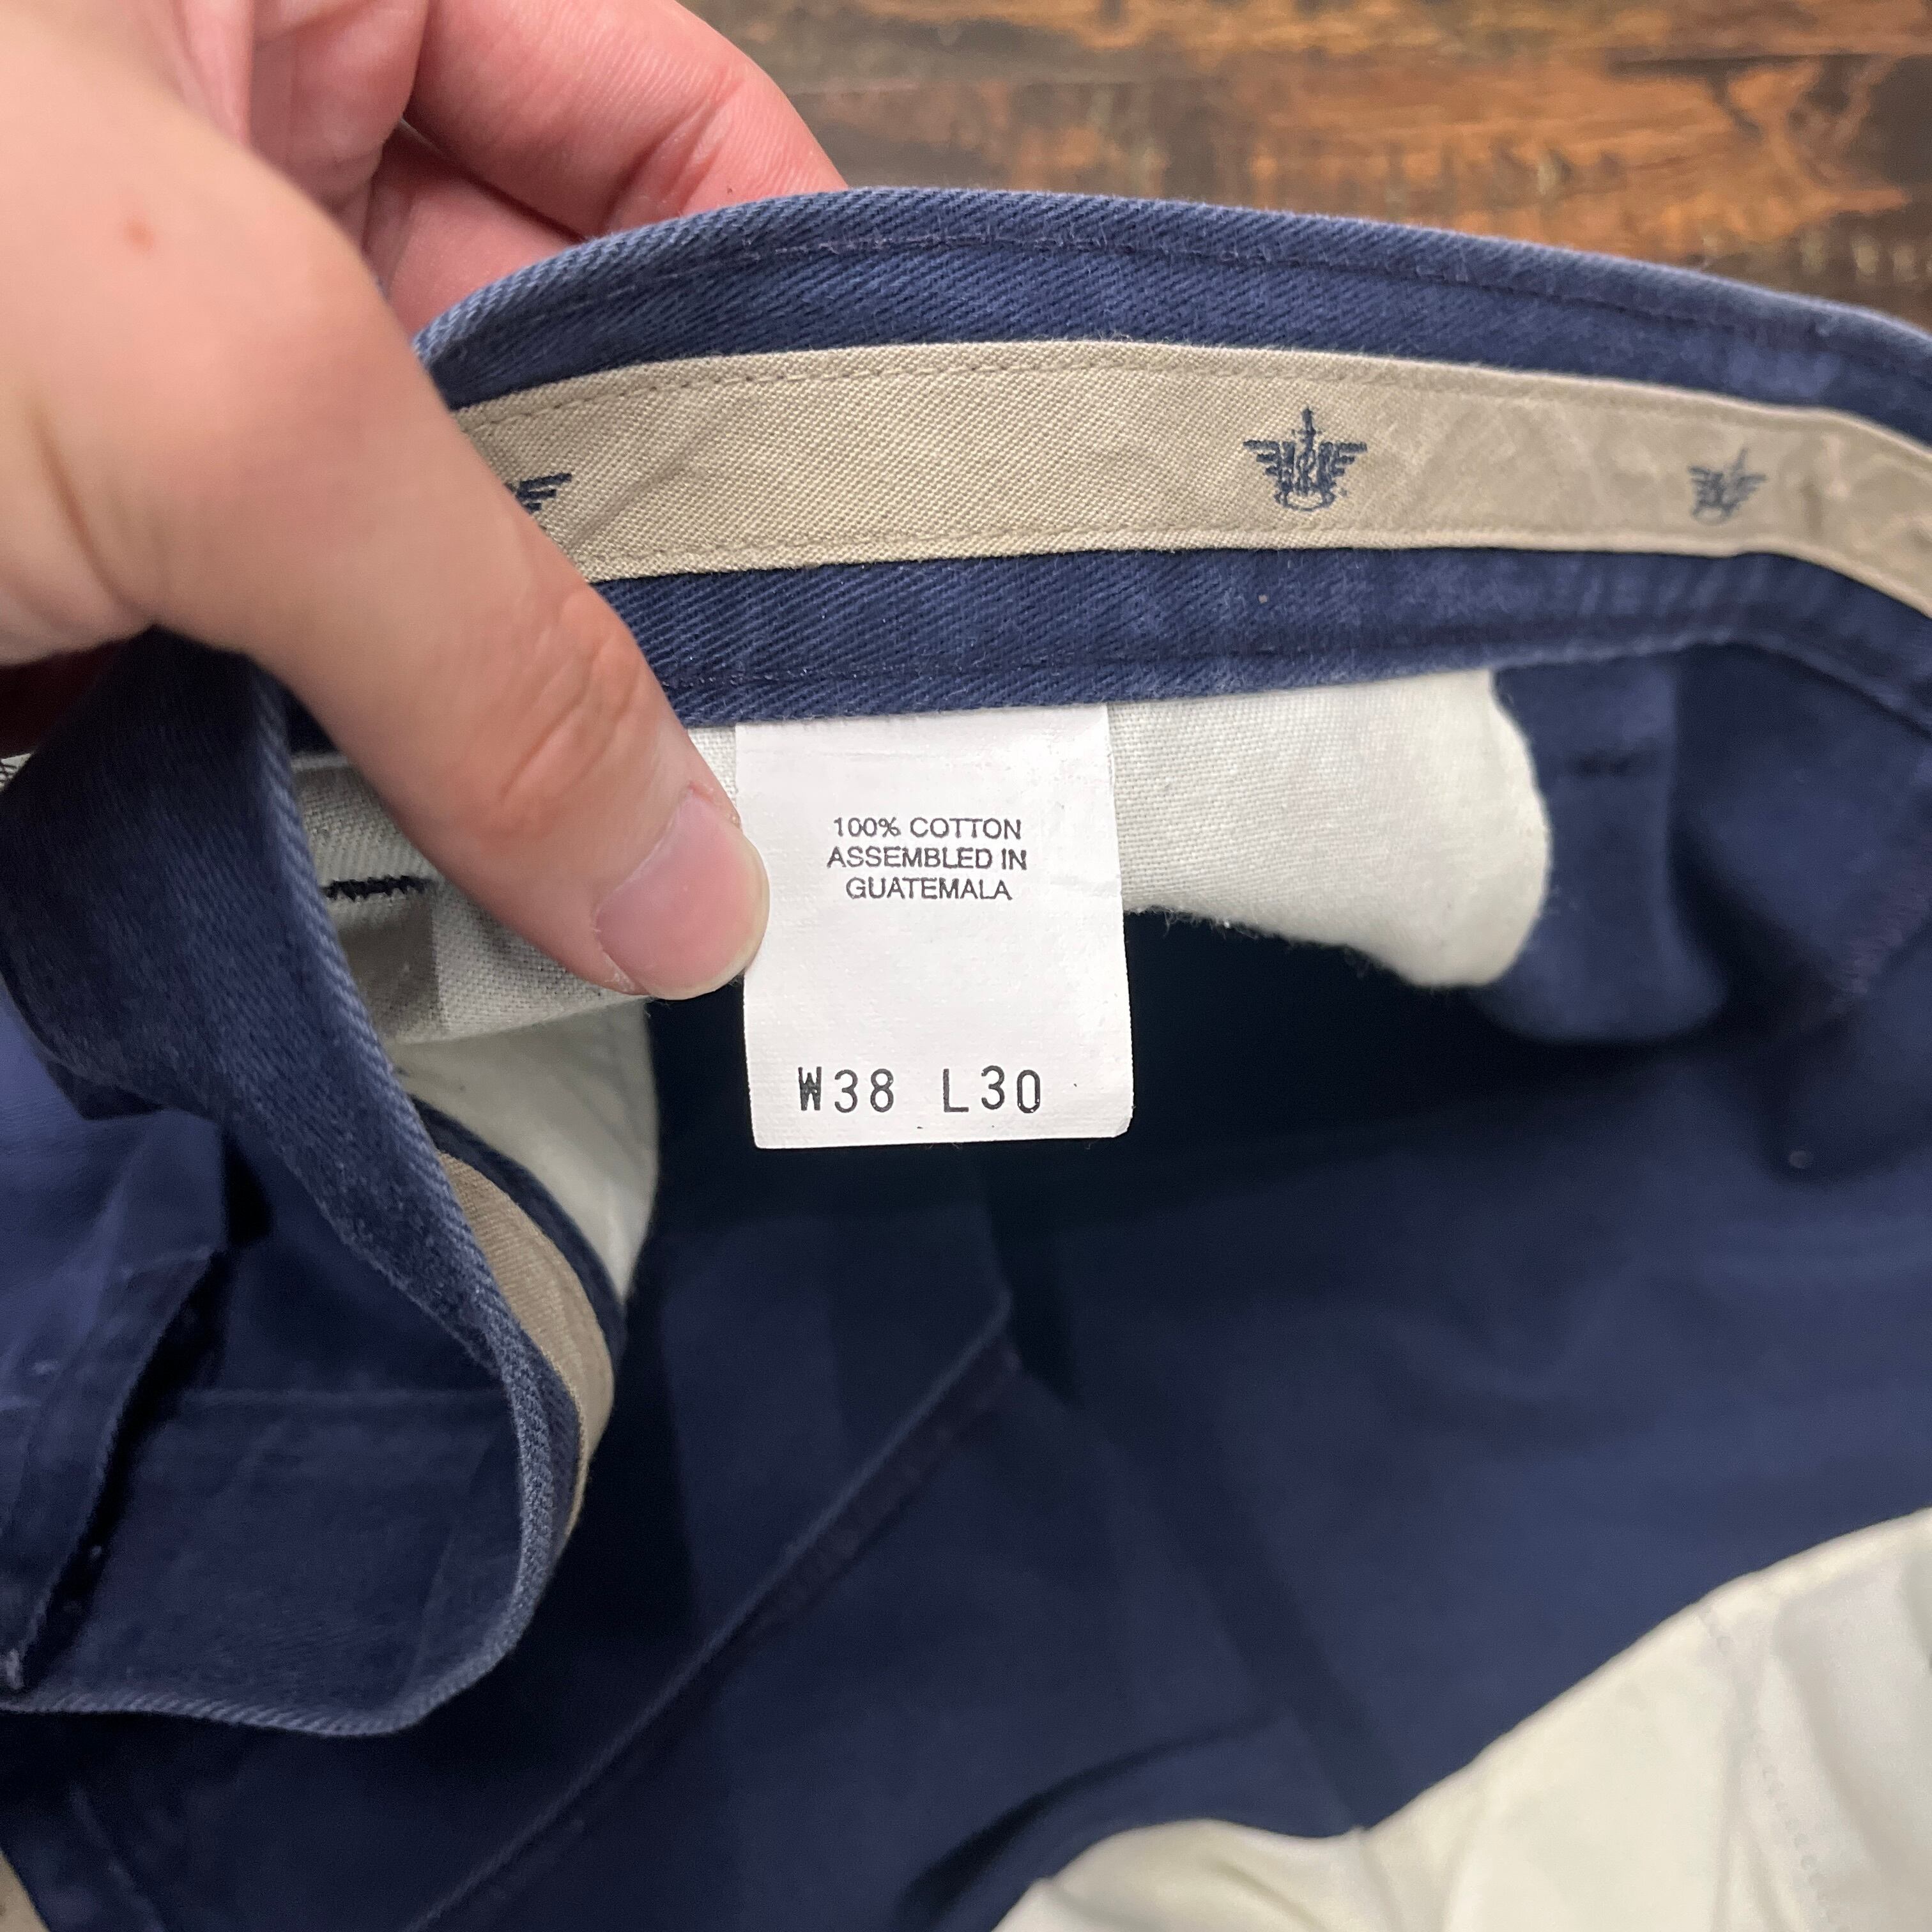 100% COTTON
ASSEMBLED IN
GUATEMALA
W38 L30